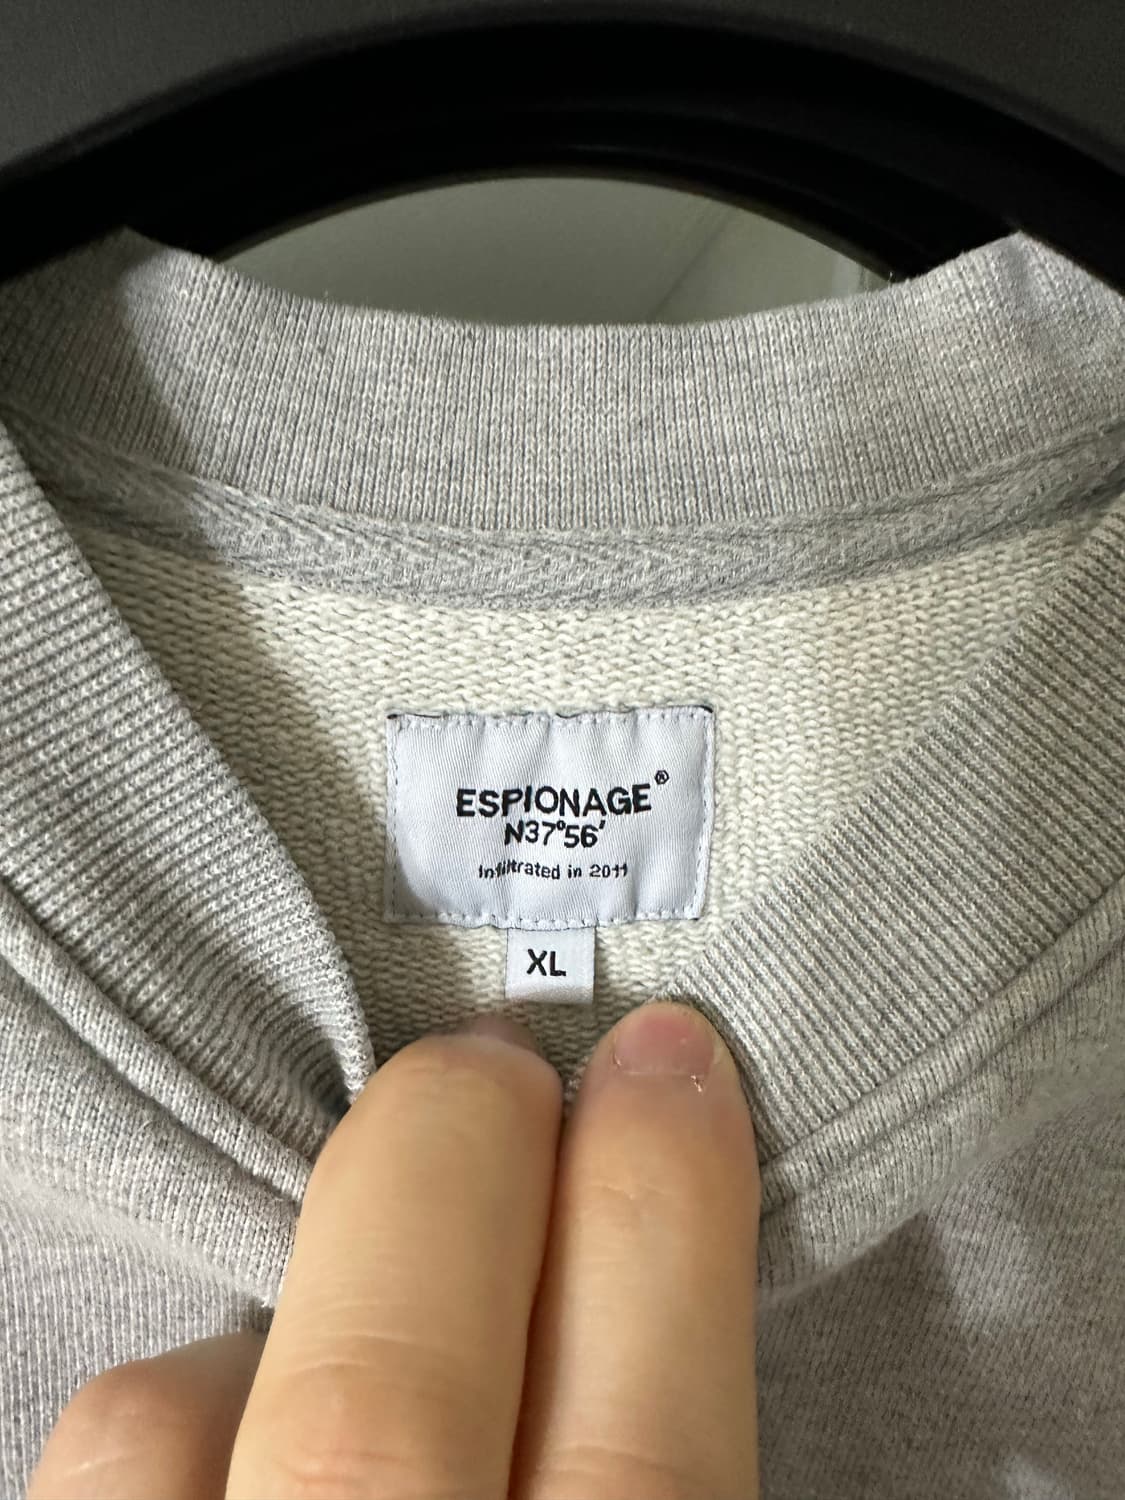 ESPIONAGE®
N37°56'
Infiltrated in 2011
XL